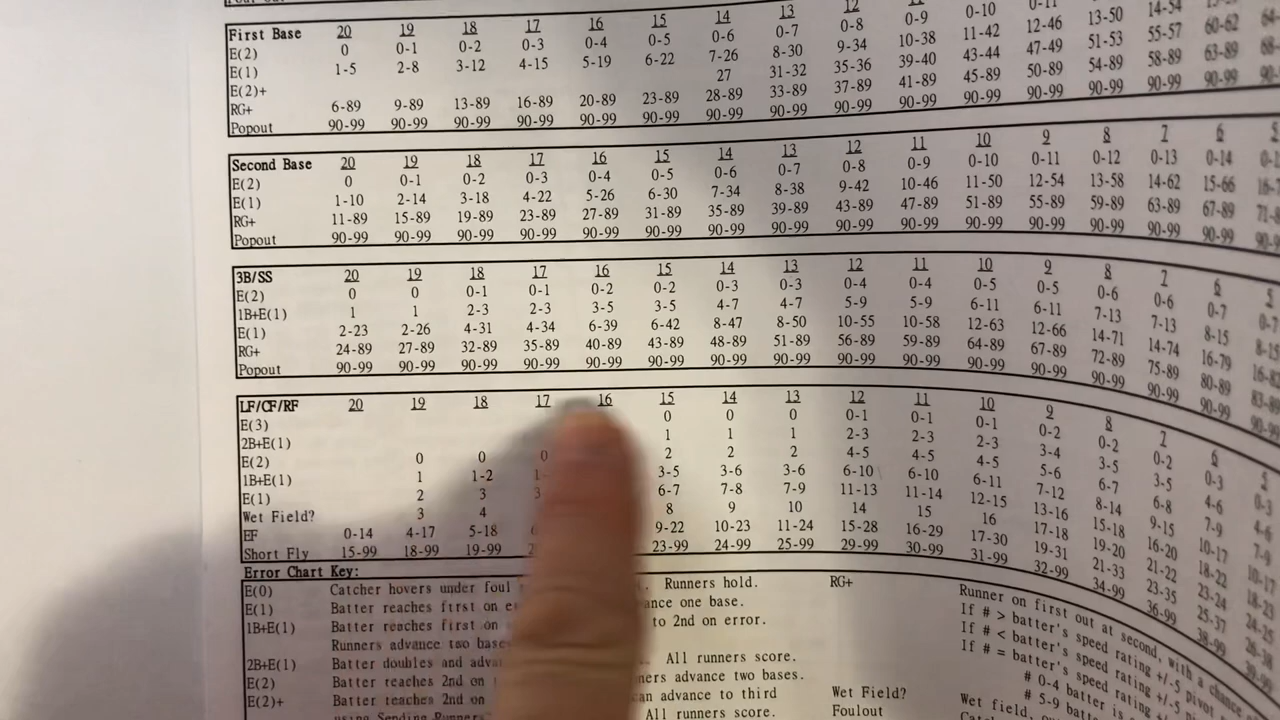 First Base 20 19 18 17 16 15 14 13 12
E(2) 0 0-1 0-2 0-3 0-4 0-5 0-6 0-7 0-8 0-9 0-10 0-11
E(1) 1-5 2-8 3-12 4-15 5-19 6-22 7-26 8-30 9-34 10-38 11-42 12-46 13-50 14-54
E(2)+ 27 31-32 35-36 39-40 43-44 47-49 51-53 55-57 60-62
RG+ 6-89 9-89 13-89 16-89 20-89 23-89 28-89 33-89 37-89 41-89 45-89 50-89 54-89 58-89 63-89
Popout 90-99 90-99 90-99 90-99 90-99 90-99 90-99 90-99 90-99 90-99 90-99 90-99 90-99 90-99 90-99
Second Base 20 19 18 17 16 15 14 13 12 11 10 9 8 7 6
E(2) 0 0-1 0-2 0-3 0-4 0-5 0-6 0-7 0-8 0-9 0-10 0-11 0-12 0-13 0-14
E(1) 1-10 2-14 3-18 4-22 5-26 6-30 7-34 8-38 9-42 10-46 11-50 12-54 13-58 14-62 15-66
RG+ 11-89 15-89 19-89 23-89 27-89 31-89 35-89 39-89 43-89 47-89 51-89 55-89 59-89 63-89 67-89
Popout 90-99 90-99 90-99 90-99 90-99 90-99 90-99 90-99 90-99 90-99 90-99 90-99 90-99 90-99 90-99
3B/SS 20 19 18 17 16 15 14 13 12 11 10 9 8 7 6
E(2) 0 0 0-1 0-1 0-2 0-2 0-3 0-3 0-4 0-4 0-5 0-5 0-6 0-6 0-7
1B+E(1) 1 1 2-3 2-3 3-5 3-5 4-7 4-7 5-9 5-9 6-11 6-11 7-13 7-13 8-15
E(1) 2-23 2-26 4-31 4-34 6-39 6-42 8-47 8-50 10-55 10-58 12-63 12-66 14-71 14-74 16-79
RG+ 24-89 27-89 32-89 35-89 40-89 43-89 48-89 51-89 56-89 59-89 64-89 67-89 72-89 75-89 80-89
Popout 90-99 90-99 90-99 90-99 90-99 90-99 90-99 90-99 90-99 90-99 90-99 90-99 90-99 90-99 90-99
LF/CF/RF 20 19 18 17 16 15 14 13 12 11 10 9 8 7 6
E(3) 0 0 0 0-1 0-1 0-1 0-2 0-2 0-2 0-3
2B+E(1) 1 1 1 2-3 2-3 2-3 3-4 3-5 3-5 4-6
E(2) 0 0 0 2 2 2 4-5 4-5 4-5 5-6 6-7 6-8 7-9
1B+E(1) 1 1-2 3-5 3-6 3-6 6-10 6-10 6-11 7-12 8-14 9-15 10-17
E(1) 2 3 6-7 7-8 7-9 11-13 11-14 12-15 13-16 15-18 16-20 18-22
Wet Field? 3 4 8 9 10 14 15 16 17-18 19-20 21-22 23-24
EF 0-14 4-17 5-18 9-22 10-23 11-24 15-28 16-29 17-30 19-31 21-33 23-35 25-37
Short Fly 15-99 18-99 19-99 23-99 24-99 25-99 29-99 30-99 31-99 32-99 34-99 36-99 38-99
Error Chart Key:
E(0) Catcher hovers under foul . Runners hold. RG+ Runner on first out at second, with a chance
E(1) Batter reaches first on ance one base. If # > batter's speed rating +/-5 pivot
1B+E(1) Batter reaches first on to 2nd on error. If # < batter's speed rating +/-
Runners advance two If # = batter's speed rating
2B+E(1) Batter doubles and All runners score. # 0-4 batter is
E(2) Batter reaches 2nd on ners advance two bases. # 5-9
E(2)+ Batter reaches 2nd an advance to third Wet Field? Wet field,
using Sending Runners All runners score. Foulout